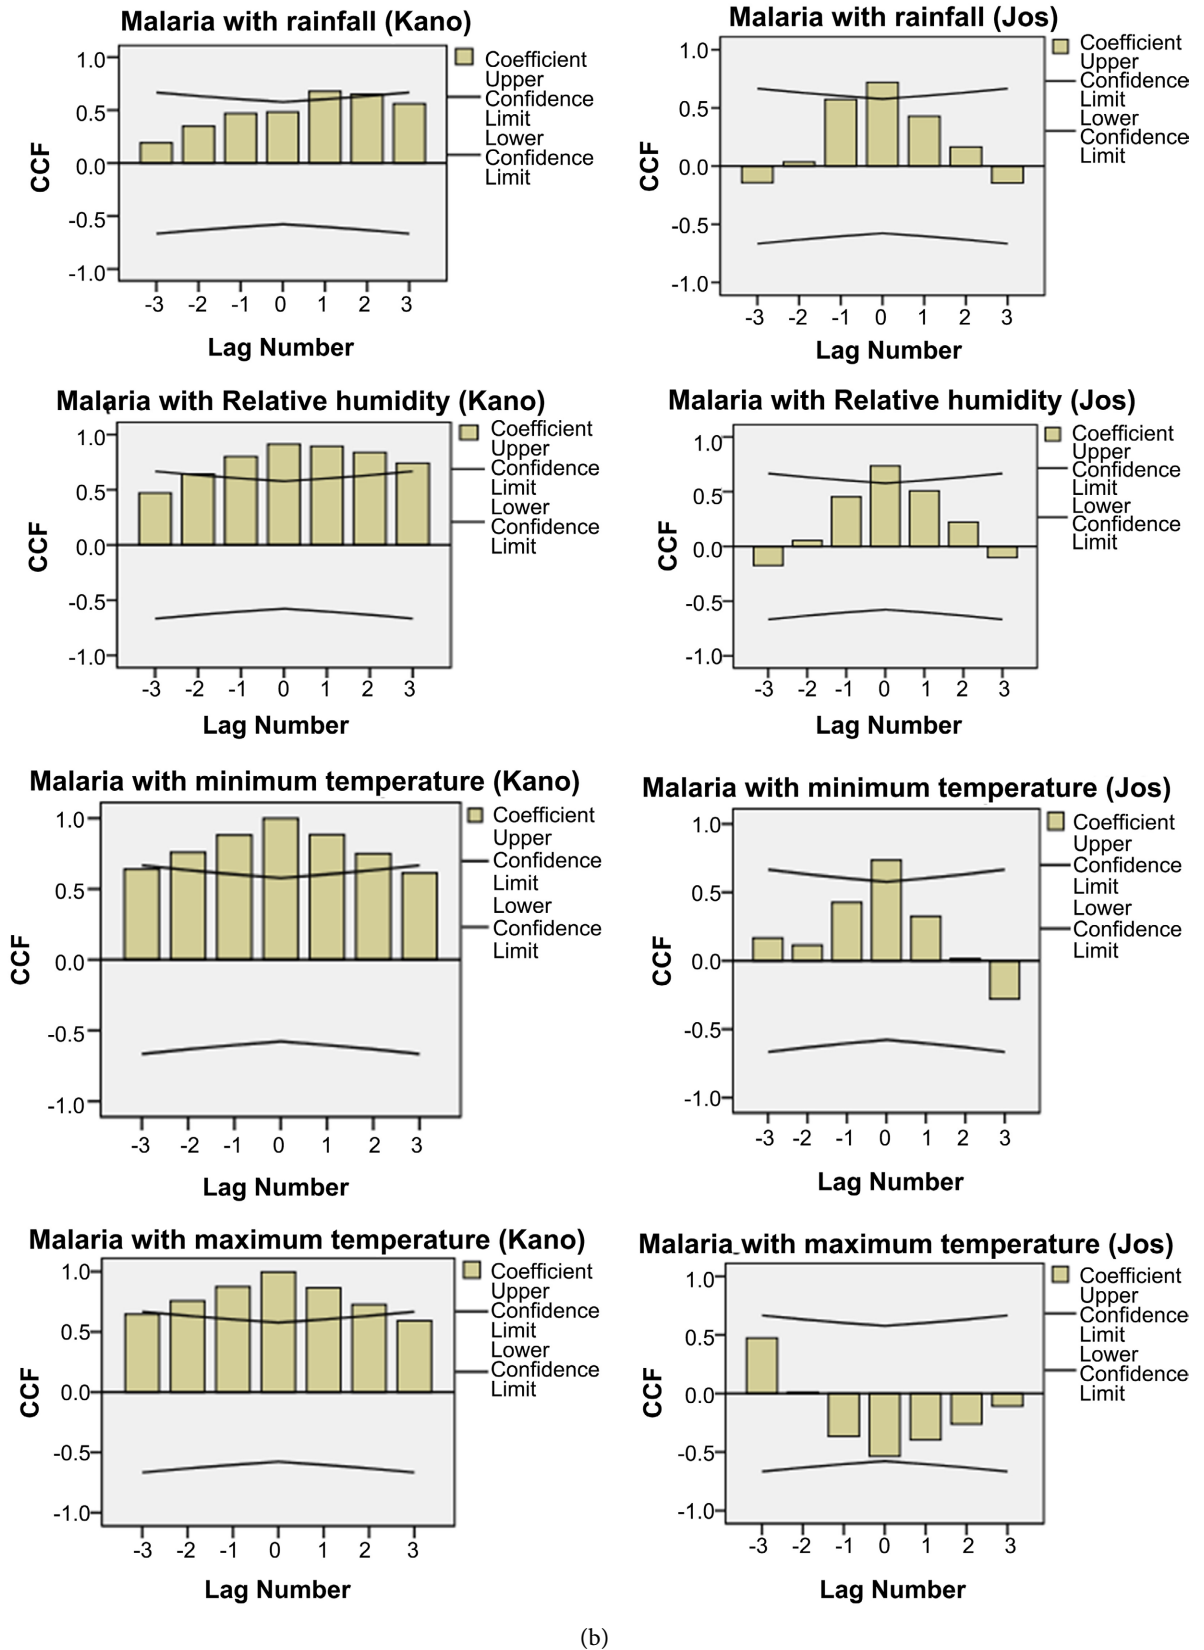 Malaria with rainfall (Kano)
1.0
0.5
0.0
-0.5
-1.0
CCF
-3 -2 -1 0 1 2 3
Lag Number
Coefficient
Upper
Confidence
Limit
Lower
Confidence
Limit
Malaria with rainfall (Jos)
1.0
0.5
0.0
-0.5
-1.0
CCF
-3 -2 -1 0 1 2 3
Lag Number
Coefficient
Upper
Confidence
Limit
Lower
Confidence
Limit
Malaria with Relative humidity (Kano)
1.0
0.5
0.0
-0.5
-1.0
CCF
-3 -2 -1 0 1 2 3
Lag Number
Coefficient
Upper
Confidence
Limit
Lower
Confidence
Limit
Malaria with Relative humidity (Jos)
1.0
0.5
0.0
-0.5
-1.0
CCF
-3 -2 -1 0 1 2 3
Lag Number
Coefficient
Upper
Confidence
Limit
Lower
Confidence
Limit
Malaria with minimum temperature (Kano)
1.0
0.5
0.0
-0.5
-1.0
CCF
-3 -2 -1 0 1 2 3
Lag Number
Coefficient
Upper
Confidence
Limit
Lower
Confidence
Limit
Malaria with minimum temperature (Jos)
1.0
0.5
0.0
-0.5
-1.0
CCF
-3 -2 -1 0 1 2 3
Lag Number
Coefficient
Upper
Confidence
Limit
Lower
Confidence
Limit
Malaria with maximum temperature (Kano)
1.0
0.5
0.0
-0.5
-1.0
CCF
-3 -2 -1 0 1 2 3
Lag Number
Coefficient
Upper
Confidence
Limit
Lower
Confidence
Limit
Malaria with maximum temperature (Jos)
1.0
0.5
0.0
-0.5
-1.0
CCF
-3 -2 -1 0 1 2 3
Lag Number
Coefficient
Upper
Confidence
Limit
Lower
Confidence
Limit
(b)